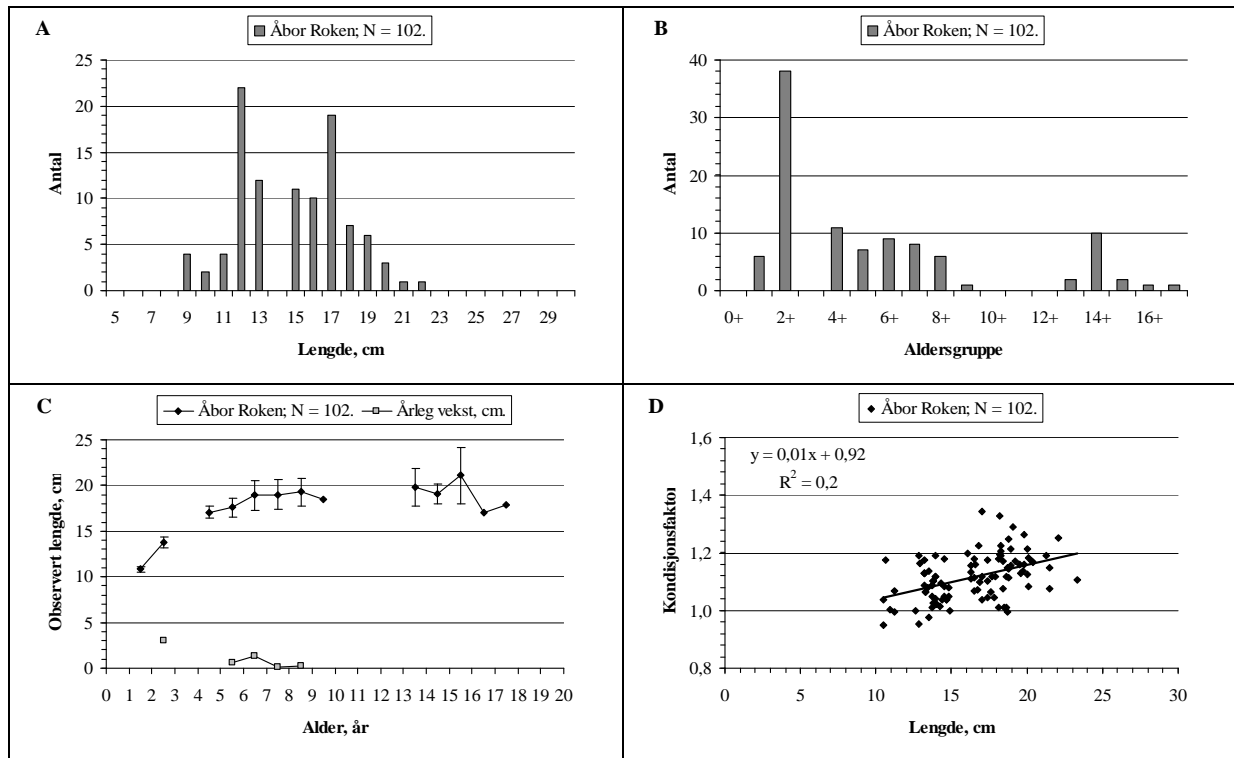 A
Åbor Roken; N = 102.
25
20
15
10
5
0
Antal
5 7 9 11 13 15 17 19 21 23 25 27 29
Lengde, cm
B
Åbor Roken; N = 102.
40
30
20
10
0
Antal
0+ 2+ 4+ 6+ 8+ 10+ 12+ 14+ 16+
Aldersgruppe
C
Åbor Roken; N = 102. Årleg vekst, cm.
25
20
15
10
5
0
Observert lengde, cm
0 1 2 3 4 5 6 7 8 9 10 11 12 13 14 15 16 17 18 19 20
Alder, år
D
Åbor Roken; N = 102.
y = 0,01x + 0,92
R² = 0,2
1,6
1,4
1,2
1,0
0,8
Kondisjonsfaktor
0 10 15 20 25 30
Lengde, cm